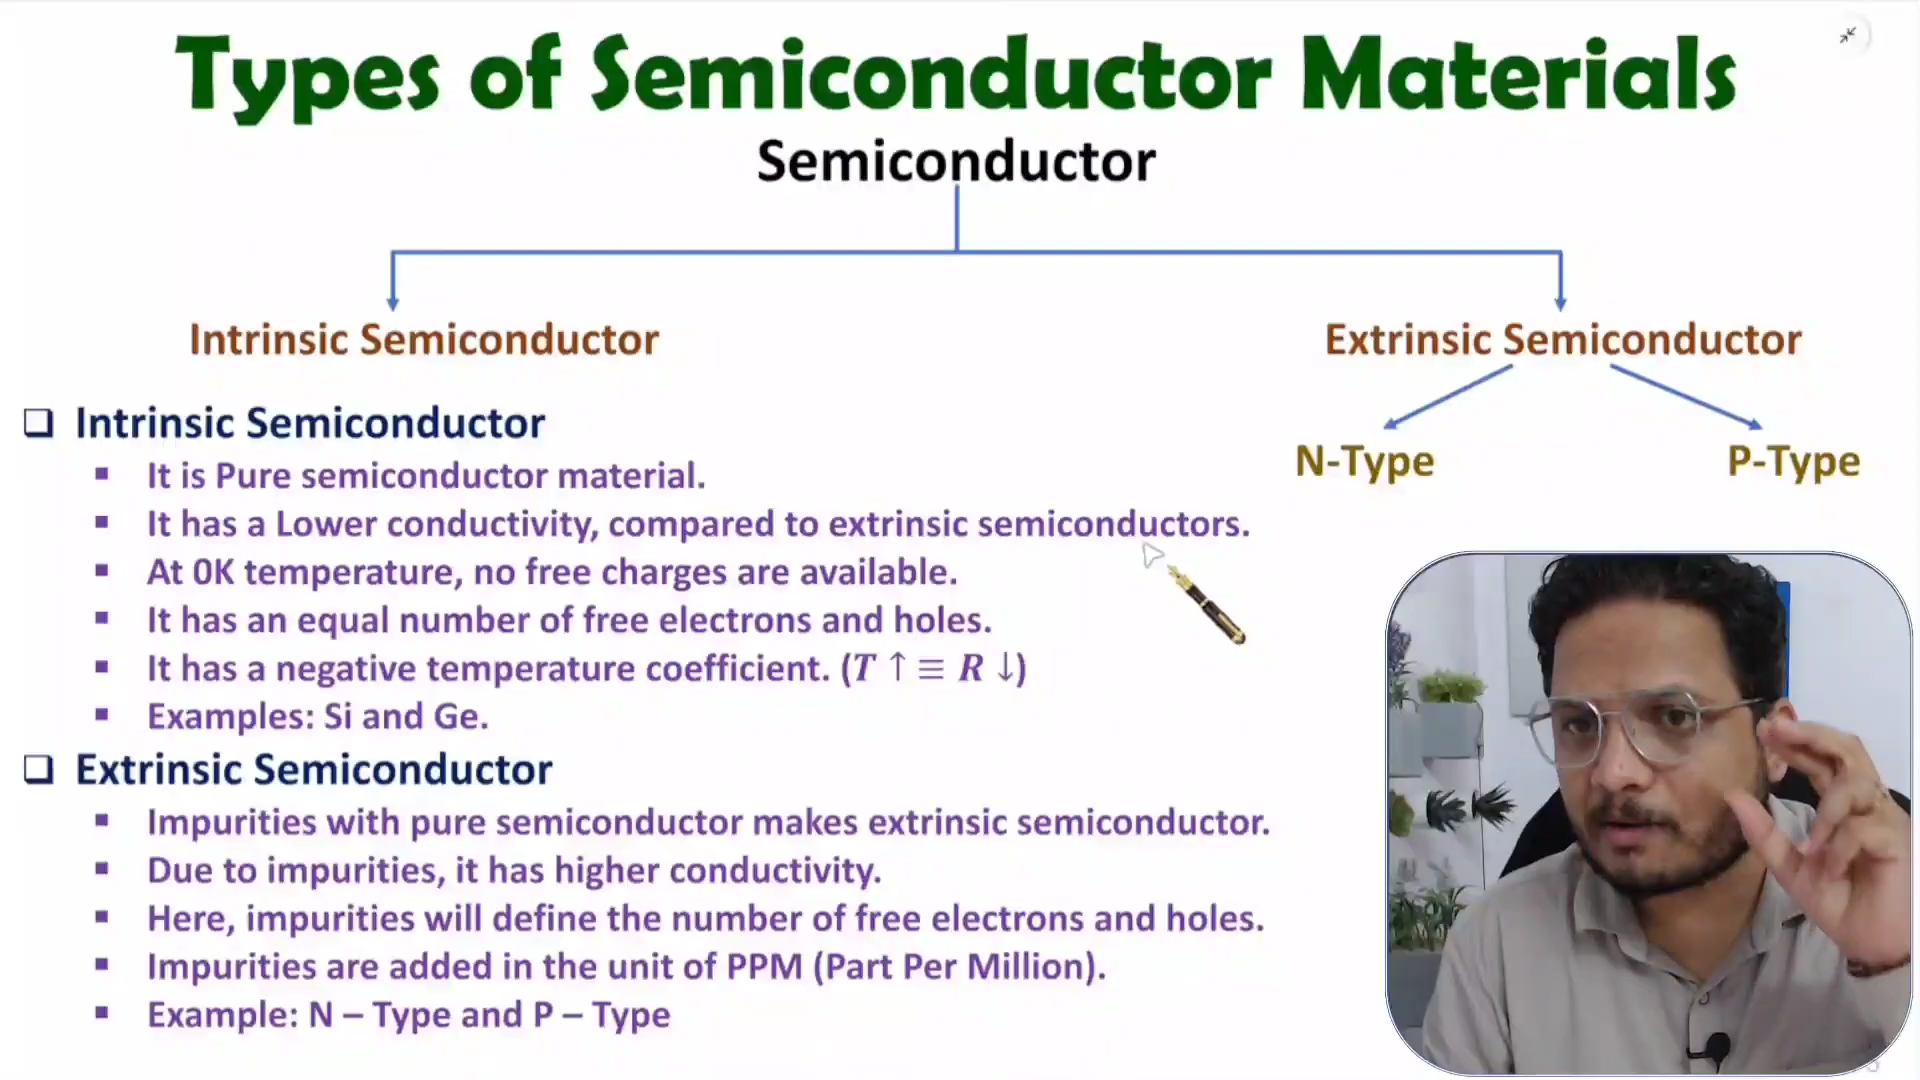 Types of Semiconductor Materials
Semiconductor
Intrinsic Semiconductor
Extrinsic Semiconductor
N-Type
P-Type
❑ Intrinsic Semiconductor
▪ It is Pure semiconductor material.
▪ It has a Lower conductivity, compared to extrinsic semiconductors.
▪ At 0K temperature, no free charges are available.
▪ It has an equal number of free electrons and holes.
▪ It has a negative temperature coefficient. (T ↑ ≡ R ↓)
▪ Examples: Si and Ge.
❑ Extrinsic Semiconductor
▪ Impurities with pure semiconductor makes extrinsic semiconductor.
▪ Due to impurities, it has higher conductivity.
▪ Here, impurities will define the number of free electrons and holes.
▪ Impurities are added in the unit of PPM (Part Per Million).
▪ Example: N – Type and P – Type